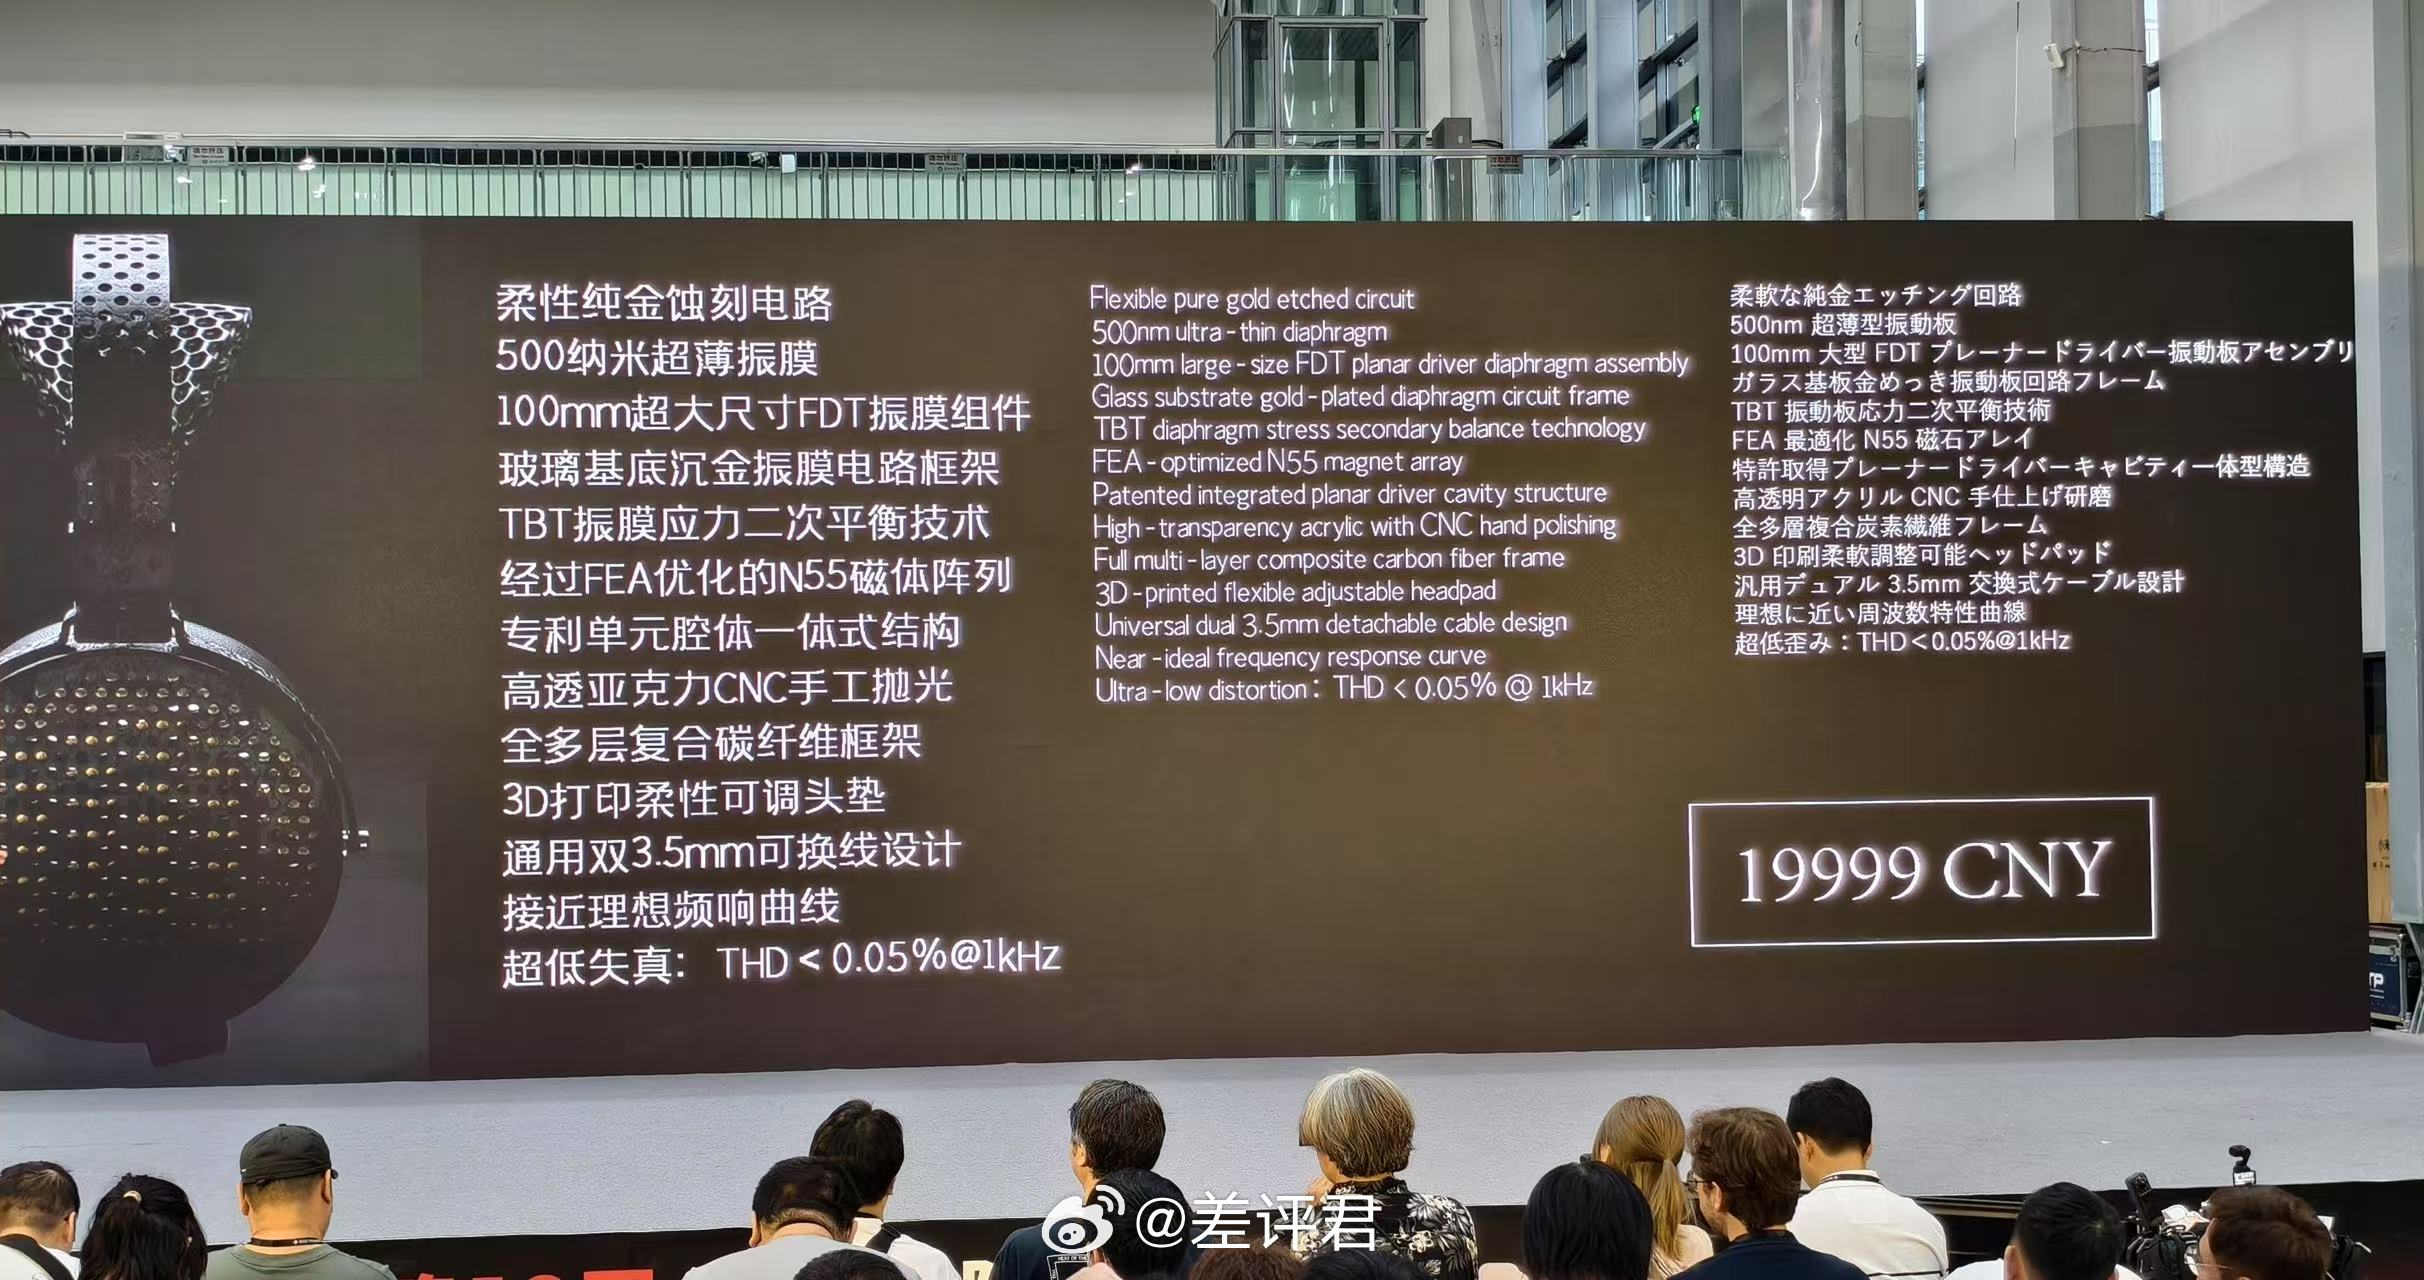 柔性纯金蚀刻电路
500纳米超薄振膜
100mm超大尺寸FDT振膜组件
玻璃基底沉金振膜电路框架
TBT振膜应力二次平衡技术
经过FEA优化的N55磁体阵列
专利单元腔体一体式结构
高透亚克力CNC手工抛光
全多层复合碳纤维框架
3D打印柔性可调头垫
通用双3.5mm可换线设计
接近理想频响曲线
超低失真：THD<0.05%@1kHz
Flexible pure gold etched circuit
500nm ultra-thin diaphragm
100mm large-size FDT planar driver diaphragm assembly
Glass substrate gold-plated diaphragm circuit frame
TBT diaphragm stress secondary balance technology
FEA-optimized N55 magnet array
Patented integrated planar driver cavity structure
High-transparency acrylic with CNC hand polishing
Full multi-layer composite carbon fiber frame
3D-printed flexible adjustable headpad
Universal dual 3.5mm detachable cable design
Near-ideal frequency response curve
Ultra-low distortion：THD<0.05% @ 1kHz
柔軟な純金エッチング回路
500nm 超薄型振動板
100mm 大型 FDT プレーナードライバー振動板アセンブリ
ガラス基板金めっき振動板回路フレーム
TBT 振動板応力二次平衡技術
FEA 最適化 N55 磁石アレイ
特許取得プレーナードライバーキャビティ一体型構造
高透明アクリル CNC 手仕上げ研磨
全多層複合炭素繊維フレーム
3D 印刷柔軟調整可能ヘッドパッド
汎用デュアル 3.5mm 交換式ケーブル設計
理想に近い周波数特性曲線
超低歪み：THD<0.05%@1kHz
19999 CNY
@差评君